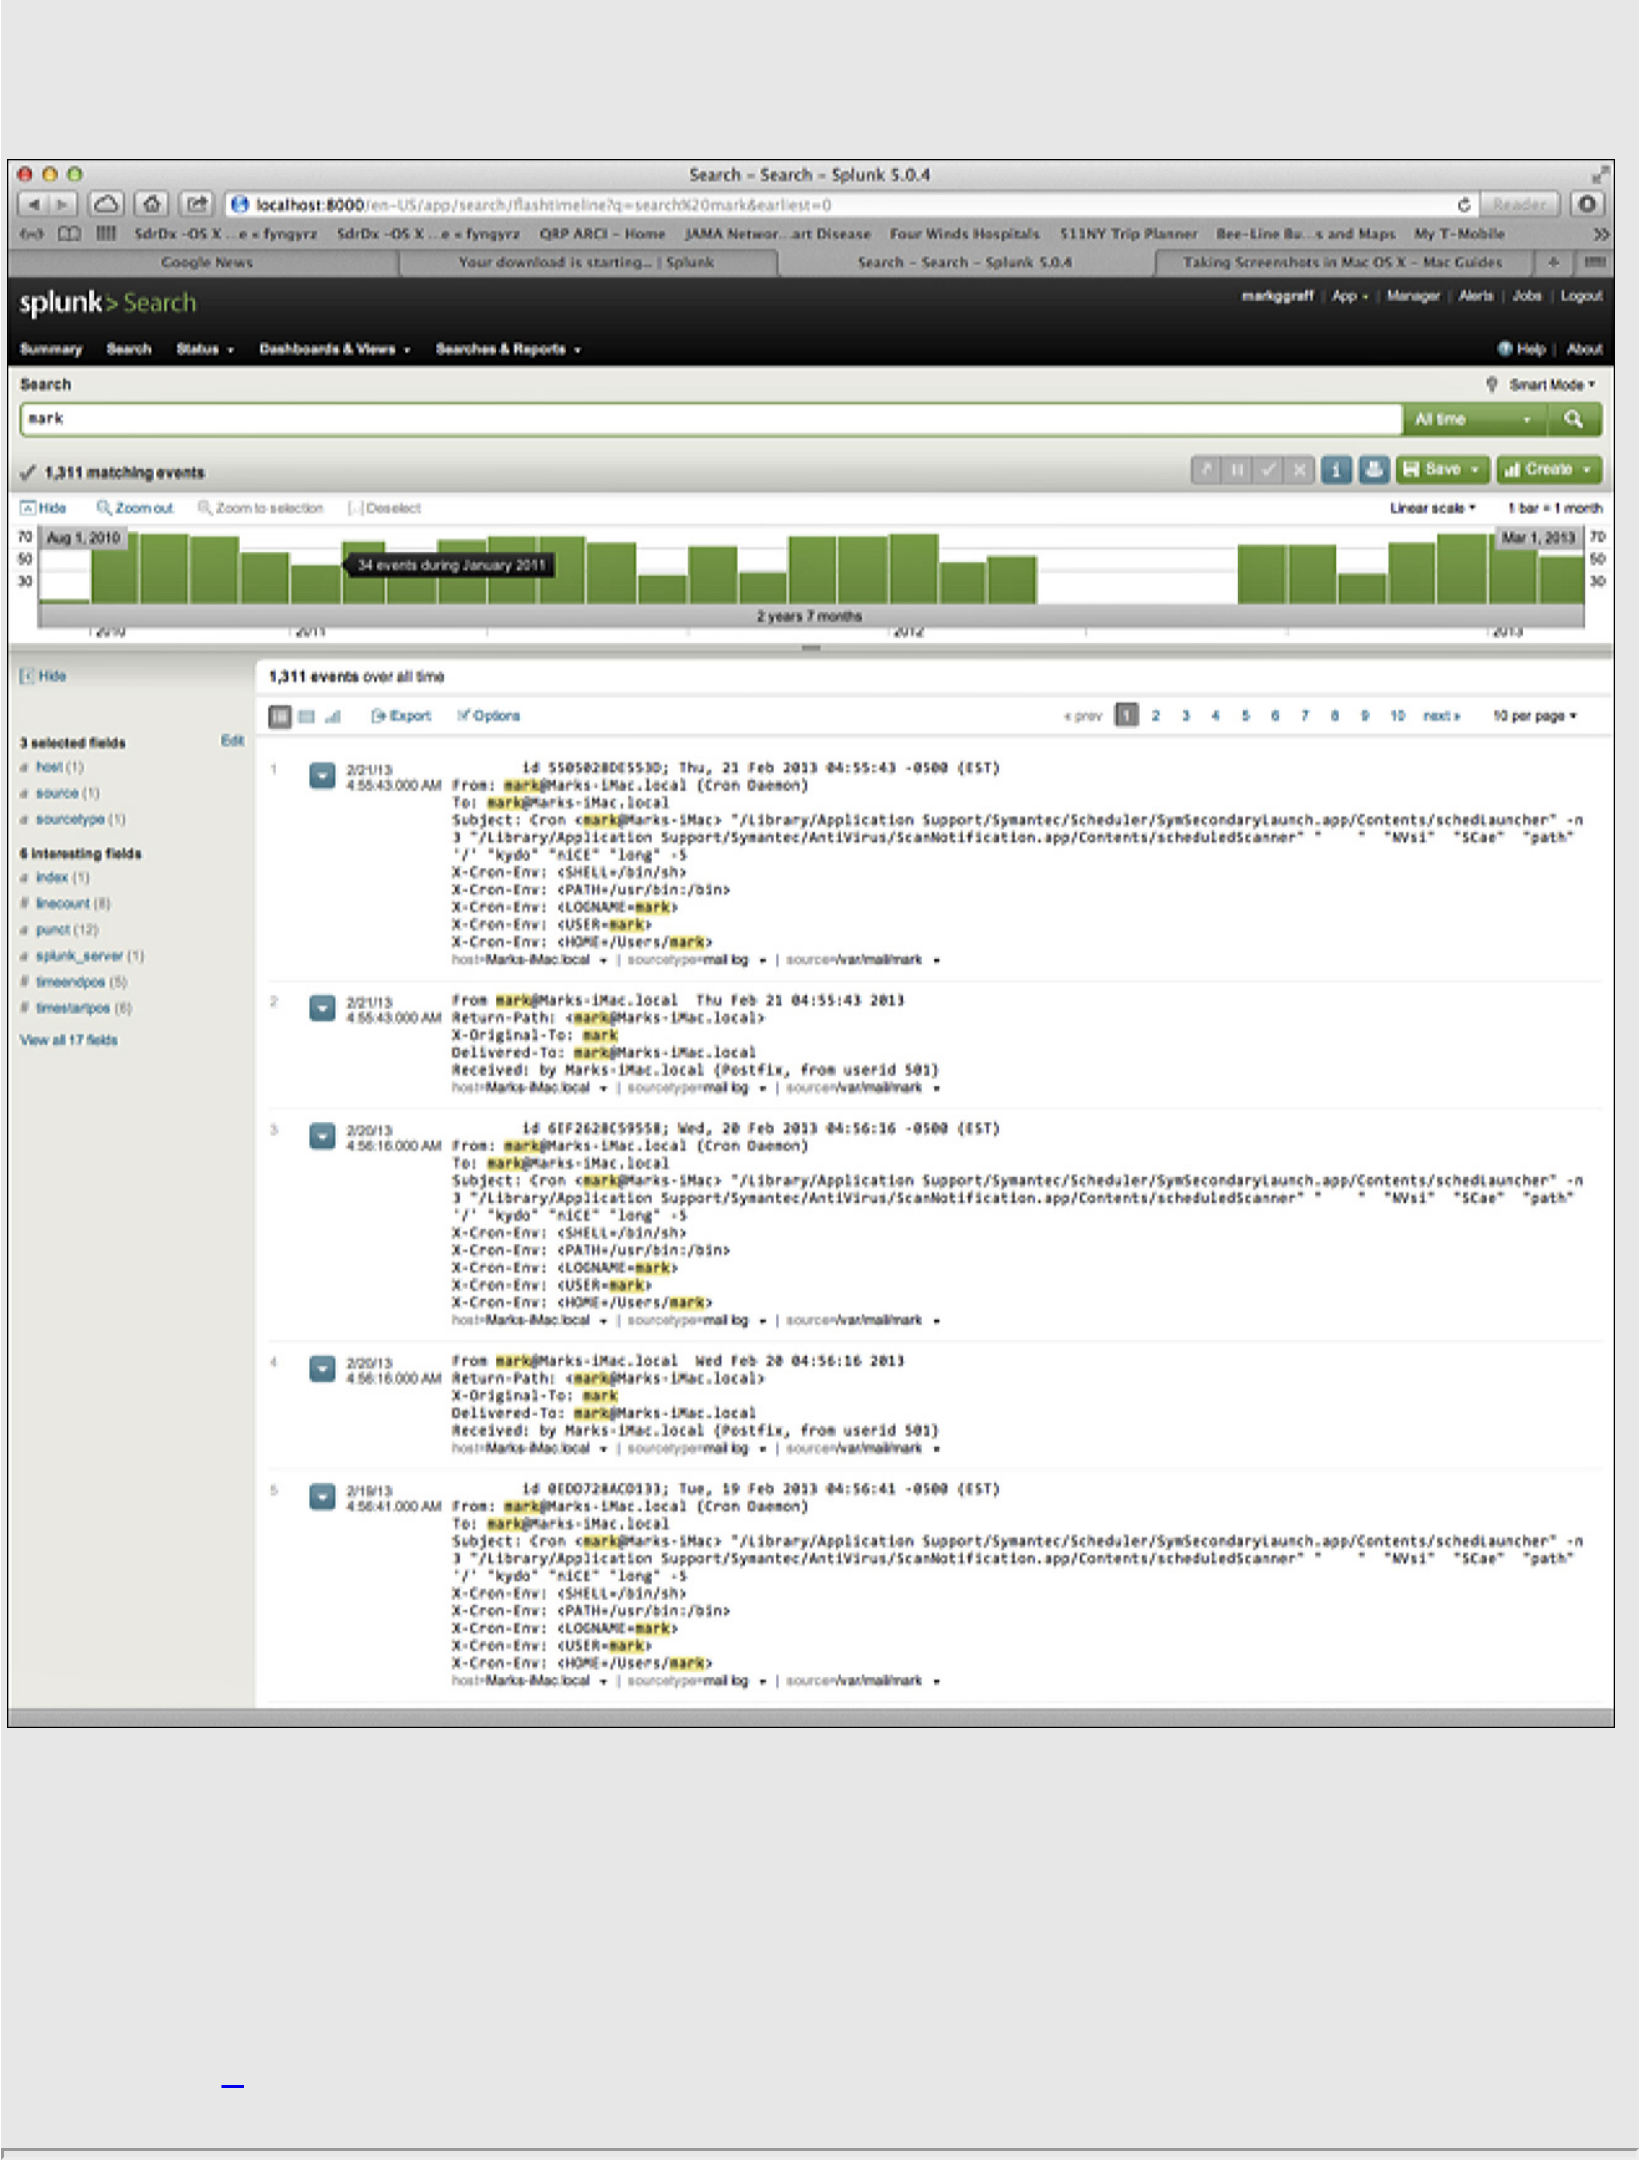 Search – Search – Splunk 5.0.4
localhost:8000/en-US/app/search/flashtimeline?q=search%20mark&earliest=0
Reader
SdrDx -OS X ...e « fyngyrz SdrDx -OS X ...e « fyngyrz QRP ARCI – Home JAMA Networ...art Disease Four Winds Hospitals 511NY Trip Planner Bee-Line Bu...s and Maps My T-Mobile >>
Google News Your download is starting... | Splunk Search – Search – Splunk 5.0.4 Taking Screenshots in Mac OS X – Mac Guides +
splunk> Search
markggraff | App | Manager | Alerts | Jobs | Logout
Summary Search Status Dashboards & Views Searches & Reports
Help | About
Search
Smart Mode
mark
All time
1,311 matching events
Save Create
Hide Zoom out Zoom to selection [..] Deselect
Linear scale 1 bar = 1 month
70 Aug 1, 2010 Mar 1, 2013 70
50 34 events during January 2011 50
30 30
2 years 7 months
2010 2011 2012 2013
Hide
1,311 events over all time
Export Options
« prev 1 2 3 4 5 6 7 8 9 10 next » 10 per page
3 selected fields Edit
a host (1)
a source (1)
a sourcetype (1)
6 interesting fields
a index (1)
# linecount (8)
a punct (12)
a splunk_server (1)
# timeendpos (5)
# timestartpos (6)
View all 17 fields
1 2/21/13 id 5505028DE553D; Thu, 21 Feb 2013 04:55:43 -0500 (EST)
4:55:43.000 AM From: mark@Marks-iMac.local (Cron Daemon)
To: mark@Marks-iMac.local
Subject: Cron <mark@Marks-iMac> "/Library/Application Support/Symantec/Scheduler/SymSecondaryLaunch.app/Contents/schedLauncher" -n
3 "/Library/Application Support/Symantec/AntiVirus/ScanNotification.app/Contents/scheduledScanner" " " "NVsi" "SCae" "path"
'/' "kydo" "niCE" "long" -S
X-Cron-Env: <SHELL=/bin/sh>
X-Cron-Env: <PATH=/usr/bin:/bin>
X-Cron-Env: <LOGNAME=mark>
X-Cron-Env: <USER=mark>
X-Cron-Env: <HOME=/Users/mark>
host=Marks-iMac.local | sourcetype=mail log | source=/var/mail/mark
2 2/21/13 From mark@Marks-iMac.local Thu Feb 21 04:55:43 2013
4:55:43.000 AM Return-Path: <mark@Marks-iMac.local>
X-Original-To: mark
Delivered-To: mark@Marks-iMac.local
Received: by Marks-iMac.local (Postfix, from userid 501)
host=Marks-iMac.local | sourcetype=mail log | source=/var/mail/mark
3 2/20/13 id 6EF2628C59558; Wed, 20 Feb 2013 04:56:16 -0500 (EST)
4:56:16.000 AM From: mark@Marks-iMac.local (Cron Daemon)
To: mark@Marks-iMac.local
Subject: Cron <mark@Marks-iMac> "/Library/Application Support/Symantec/Scheduler/SymSecondaryLaunch.app/Contents/schedLauncher" -n
3 "/Library/Application Support/Symantec/AntiVirus/ScanNotification.app/Contents/scheduledScanner" " " "NVsi" "SCae" "path"
'/' "kydo" "niCE" "long" -S
X-Cron-Env: <SHELL=/bin/sh>
X-Cron-Env: <PATH=/usr/bin:/bin>
X-Cron-Env: <LOGNAME=mark>
X-Cron-Env: <USER=mark>
X-Cron-Env: <HOME=/Users/mark>
host=Marks-iMac.local | sourcetype=mail log | source=/var/mail/mark
4 2/20/13 From mark@Marks-iMac.local Wed Feb 20 04:56:16 2013
4:56:16.000 AM Return-Path: <mark@Marks-iMac.local>
X-Original-To: mark
Delivered-To: mark@Marks-iMac.local
Received: by Marks-iMac.local (Postfix, from userid 501)
host=Marks-iMac.local | sourcetype=mail log | source=/var/mail/mark
5 2/19/13 id 0EDD728ACD133; Tue, 19 Feb 2013 04:56:41 -0500 (EST)
4:56:41.000 AM From: mark@Marks-iMac.local (Cron Daemon)
To: mark@Marks-iMac.local
Subject: Cron <mark@Marks-iMac> "/Library/Application Support/Symantec/Scheduler/SymSecondaryLaunch.app/Contents/schedLauncher" -n
3 "/Library/Application Support/Symantec/AntiVirus/ScanNotification.app/Contents/scheduledScanner" " " "NVsi" "SCae" "path"
'/' "kydo" "niCE" "long" -S
X-Cron-Env: <SHELL=/bin/sh>
X-Cron-Env: <PATH=/usr/bin:/bin>
X-Cron-Env: <LOGNAME=mark>
X-Cron-Env: <USER=mark>
X-Cron-Env: <HOME=/Users/mark>
host=Marks-iMac.local | sourcetype=mail log | source=/var/mail/mark